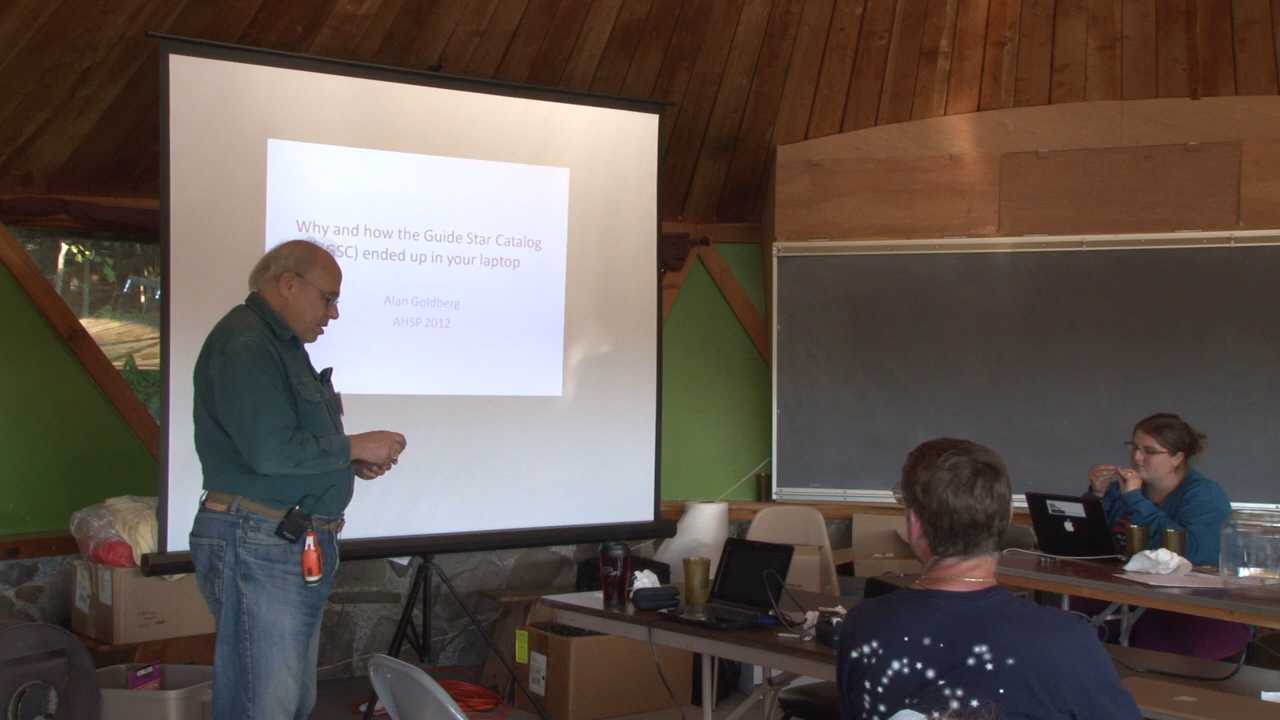 Why and how the Guide Star Catalog
ended up in your laptop
Alan Goldberg
AHSP 2012